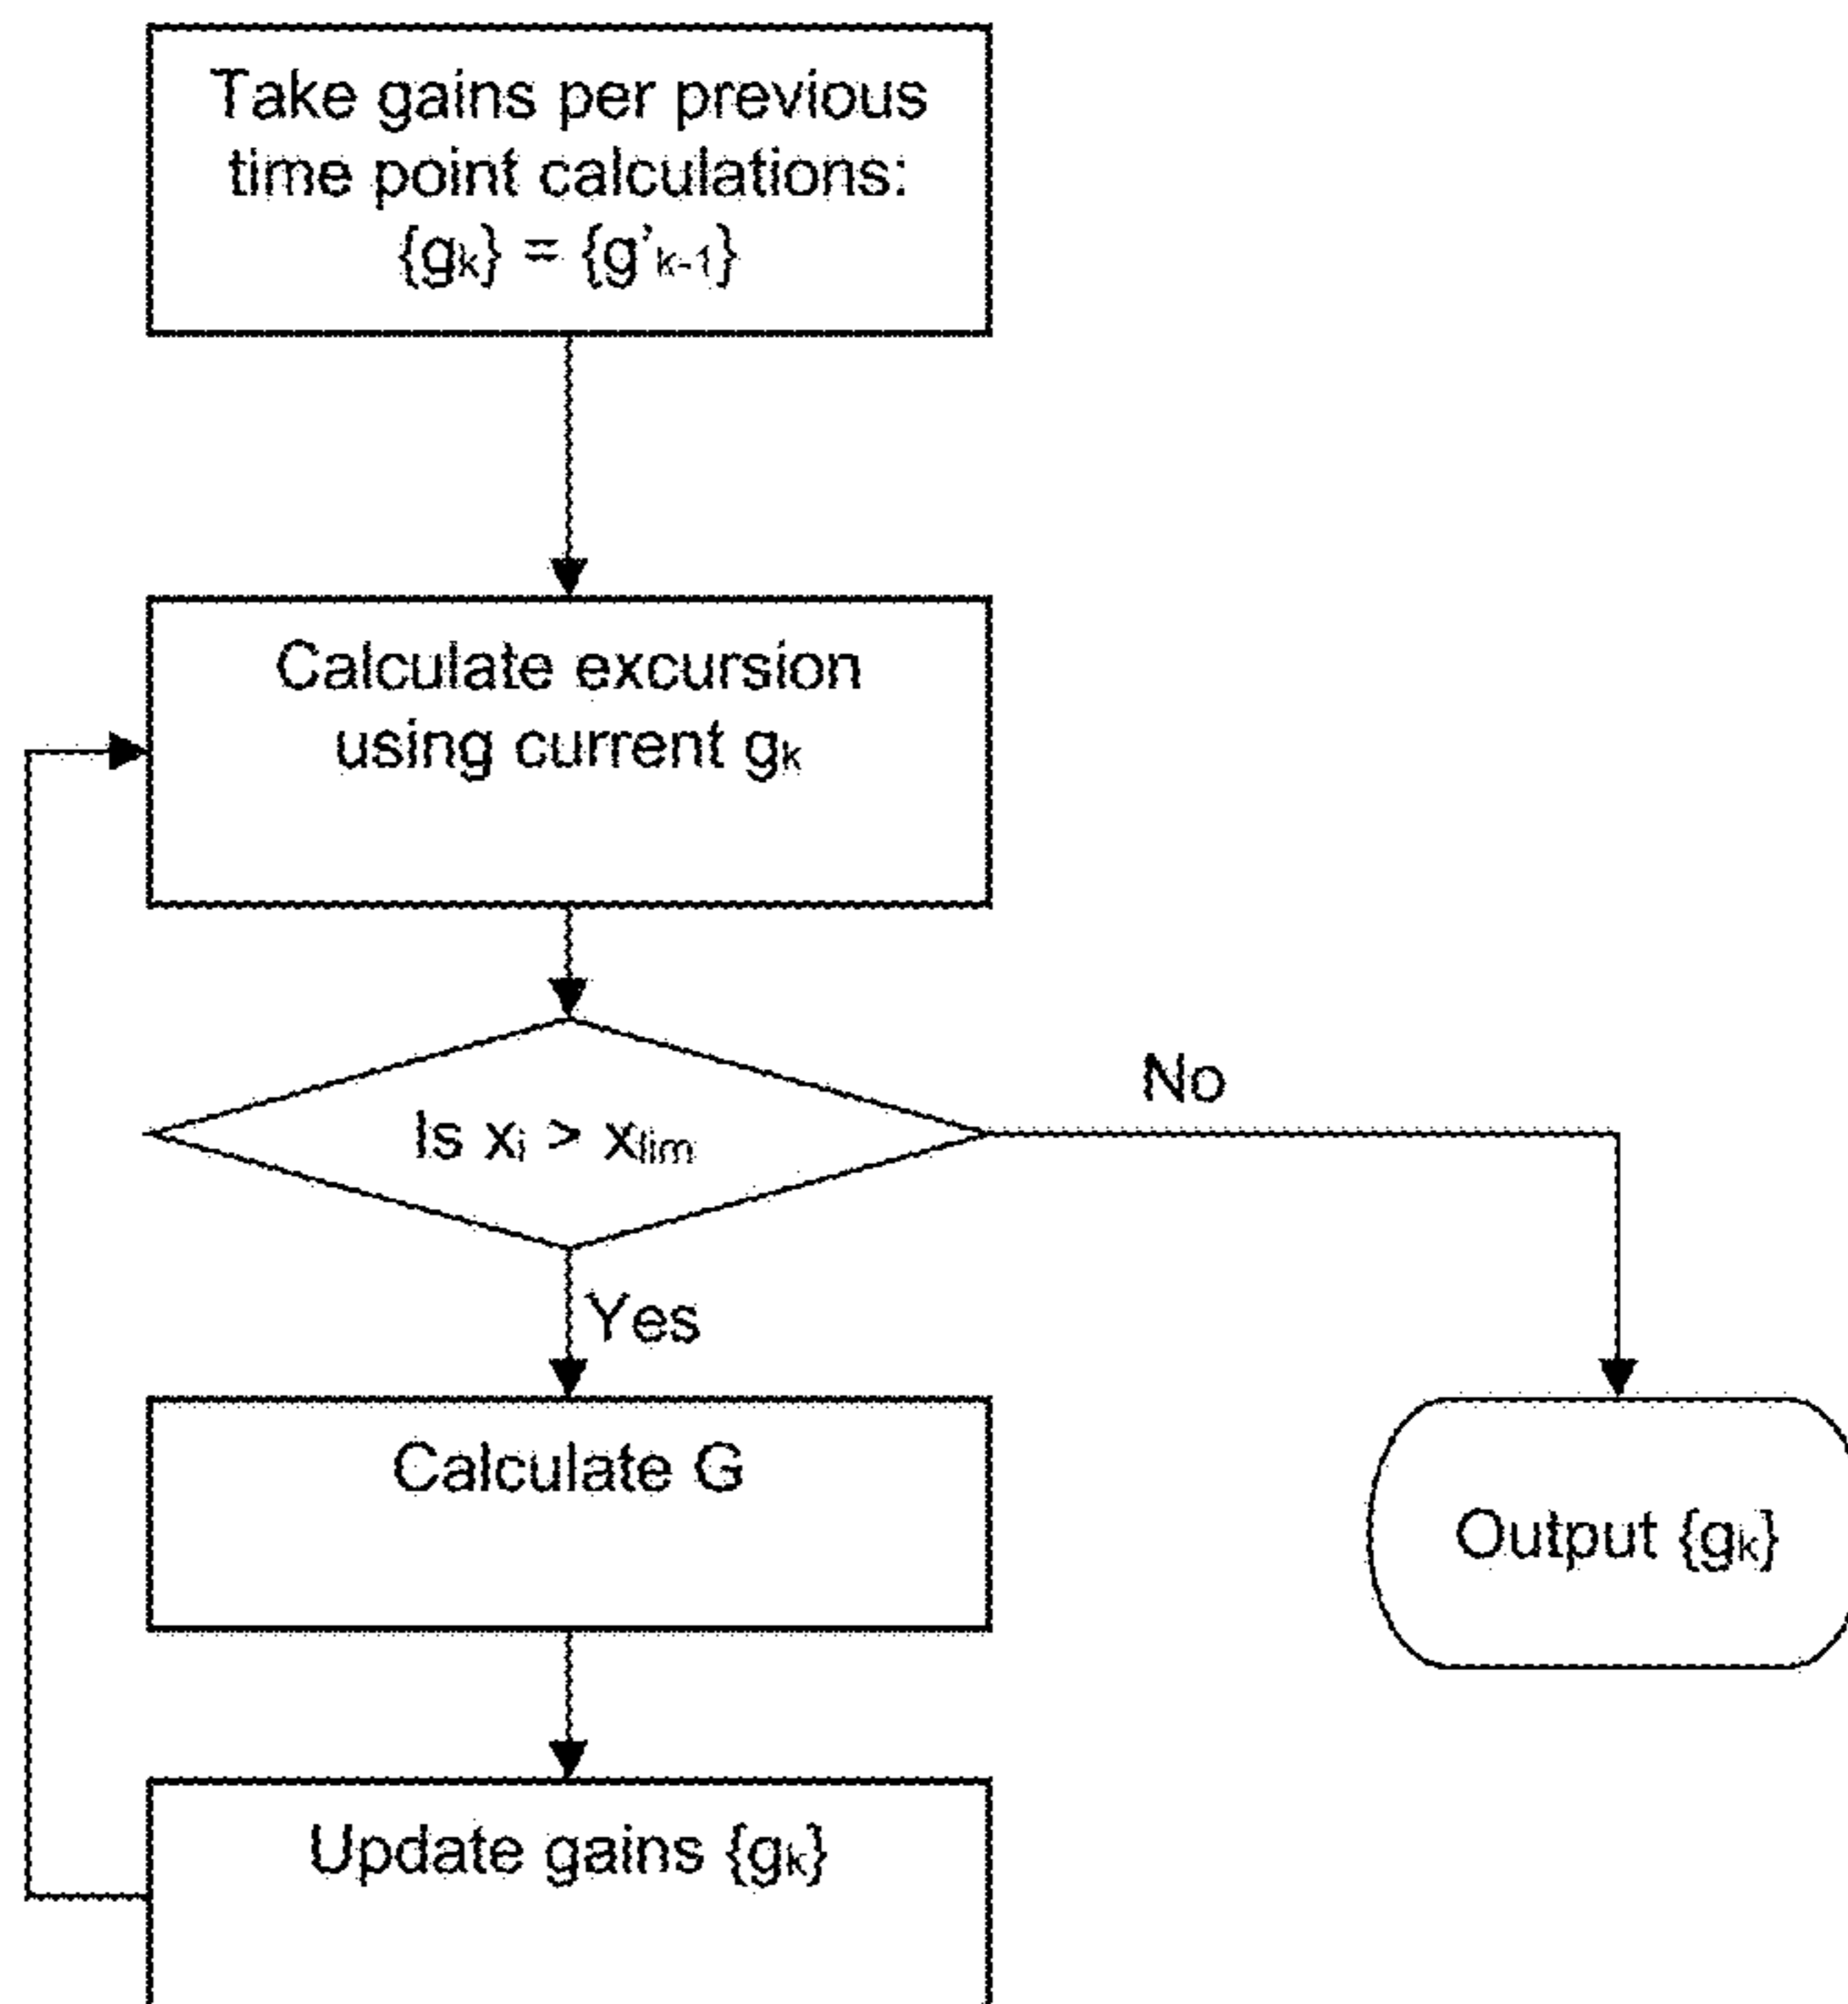 Take gains per previous
time point calculations:
{gₖ} = {g'ₖ₋₁}
Calculate excursion
using current gₖ
Is xᵢ > xₗᵢₘ
No
Yes
Calculate G
Output {gₖ}
Update gains {gₖ}